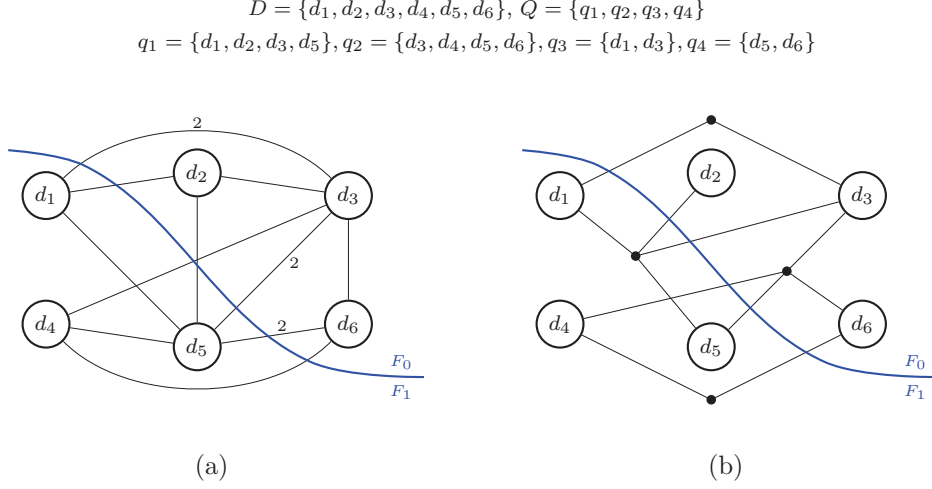 D = {d₁, d₂, d₃, d₄, d₅, d₆}, Q = {q₁, q₂, q₃, q₄}
q₁ = {d₁, d₂, d₃, d₅}, q₂ = {d₃, d₄, d₅, d₆}, q₃ = {d₁, d₃}, q₄ = {d₅, d₆}
2
d₂
d₁
d₃
2
d₄
2
d₆
d₅
F₀
F₁
(a)
d₂
d₁
d₃
d₄
d₆
d₅
F₀
F₁
(b)